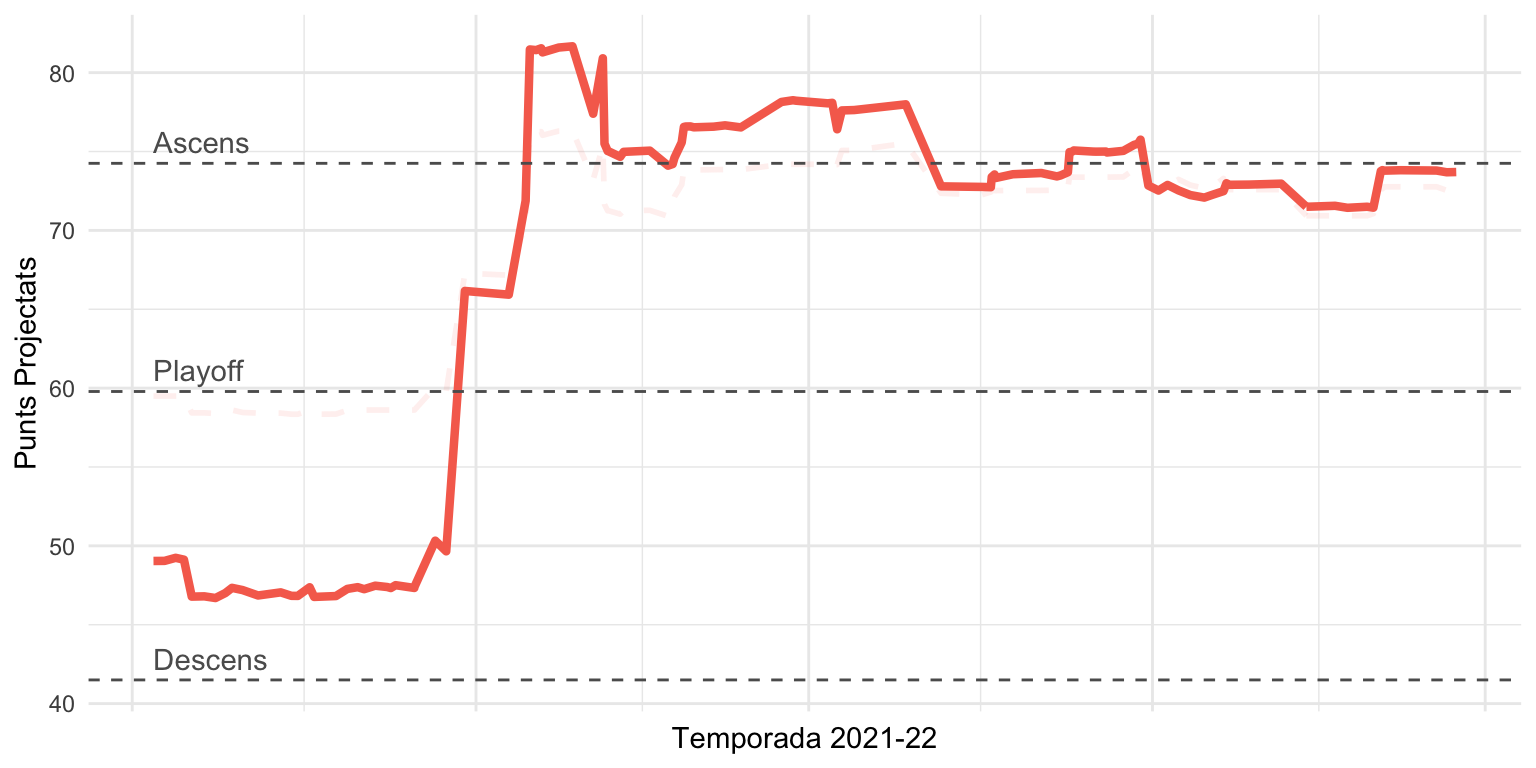 80
Ascens
70
Playoff
60
Punts Projectats
50
Descens
40
Temporada 2021-22